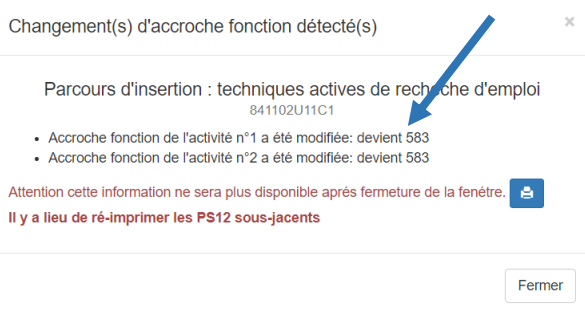 Changement(s) d'accroche fonction détecté(s)
×
Parcours d'insertion : techniques actives de recherche d'emploi
841102U11C1
• Accroche fonction de l'activité n°1 a été modifiée: devient 583
• Accroche fonction de l'activité n°2 a été modifiée: devient 583
Attention cette information ne sera plus disponible aprés fermeture de la fenétre.
Il y a lieu de ré-imprimer les PS12 sous-jacents
Fermer